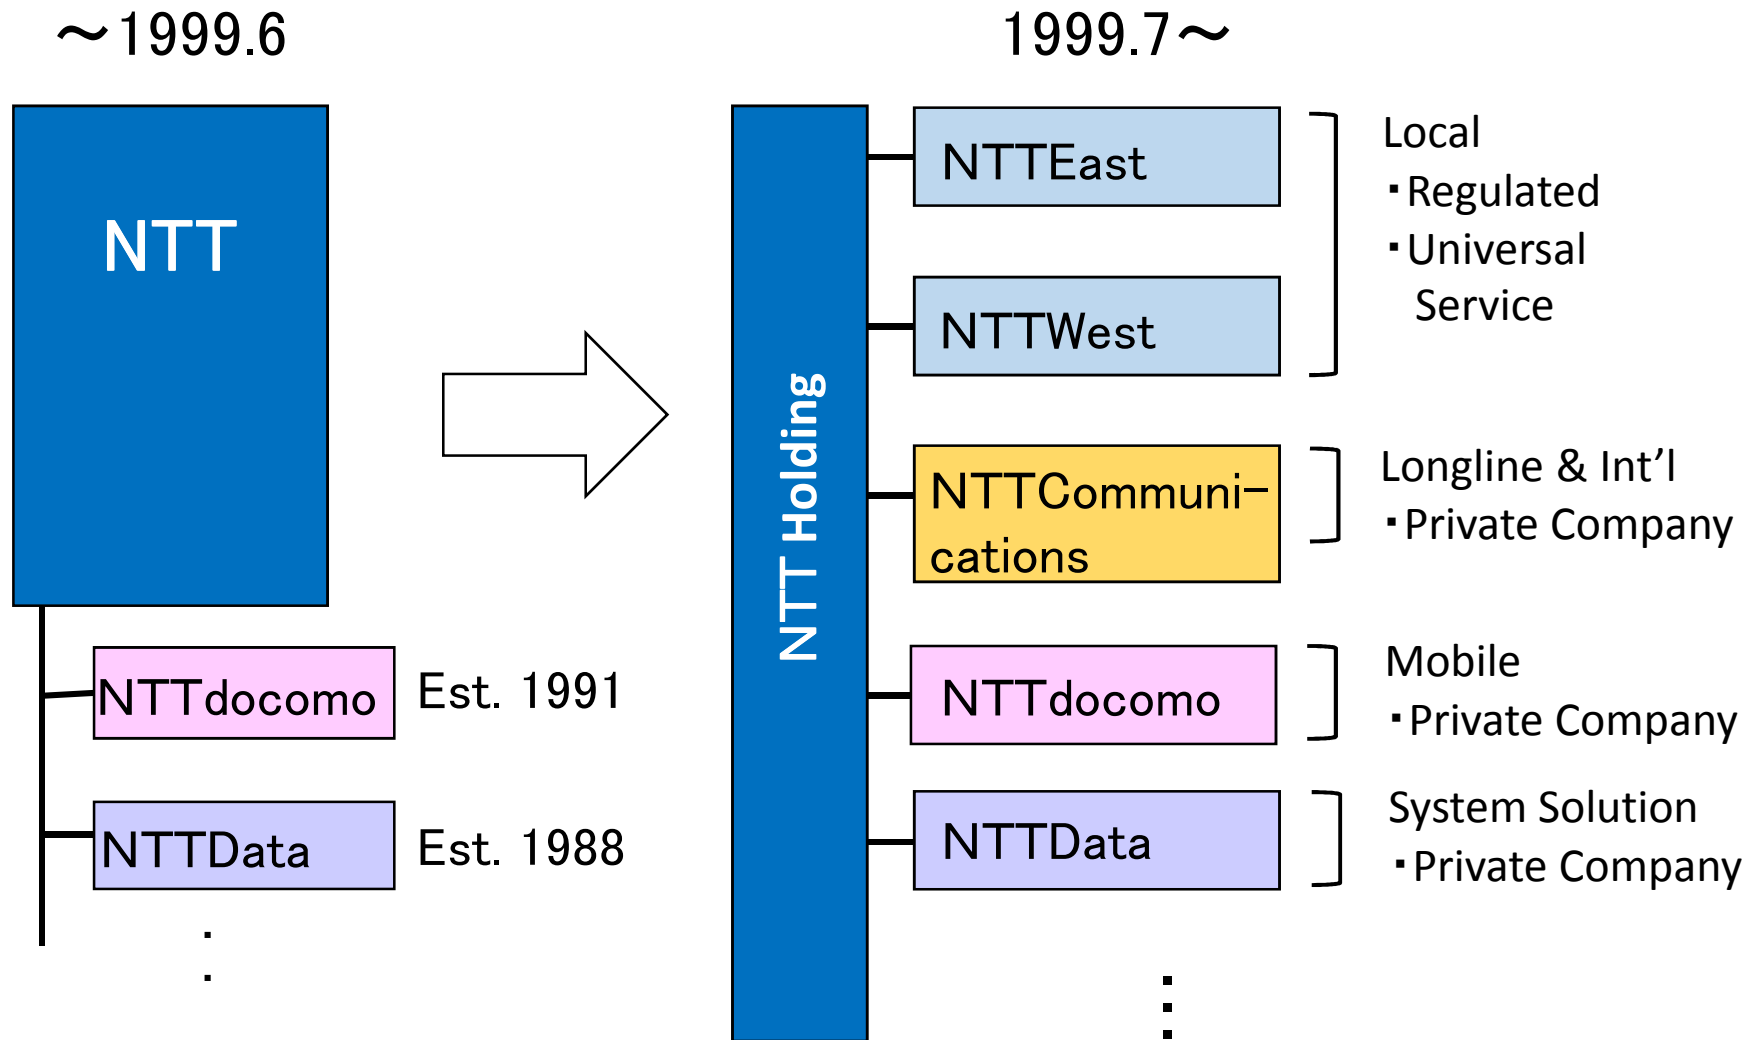 ～1999.6
NTT
NTTdocomo
Est. 1991
NTTData
Est. 1988
1999.7～
NTT Holding
NTTEast
NTTWest
Local
・Regulated
・Universal
Service
NTTCommuni-
cations
Longline & Int’l
・Private Company
NTTdocomo
Mobile
・Private Company
NTTData
System Solution
・Private Company